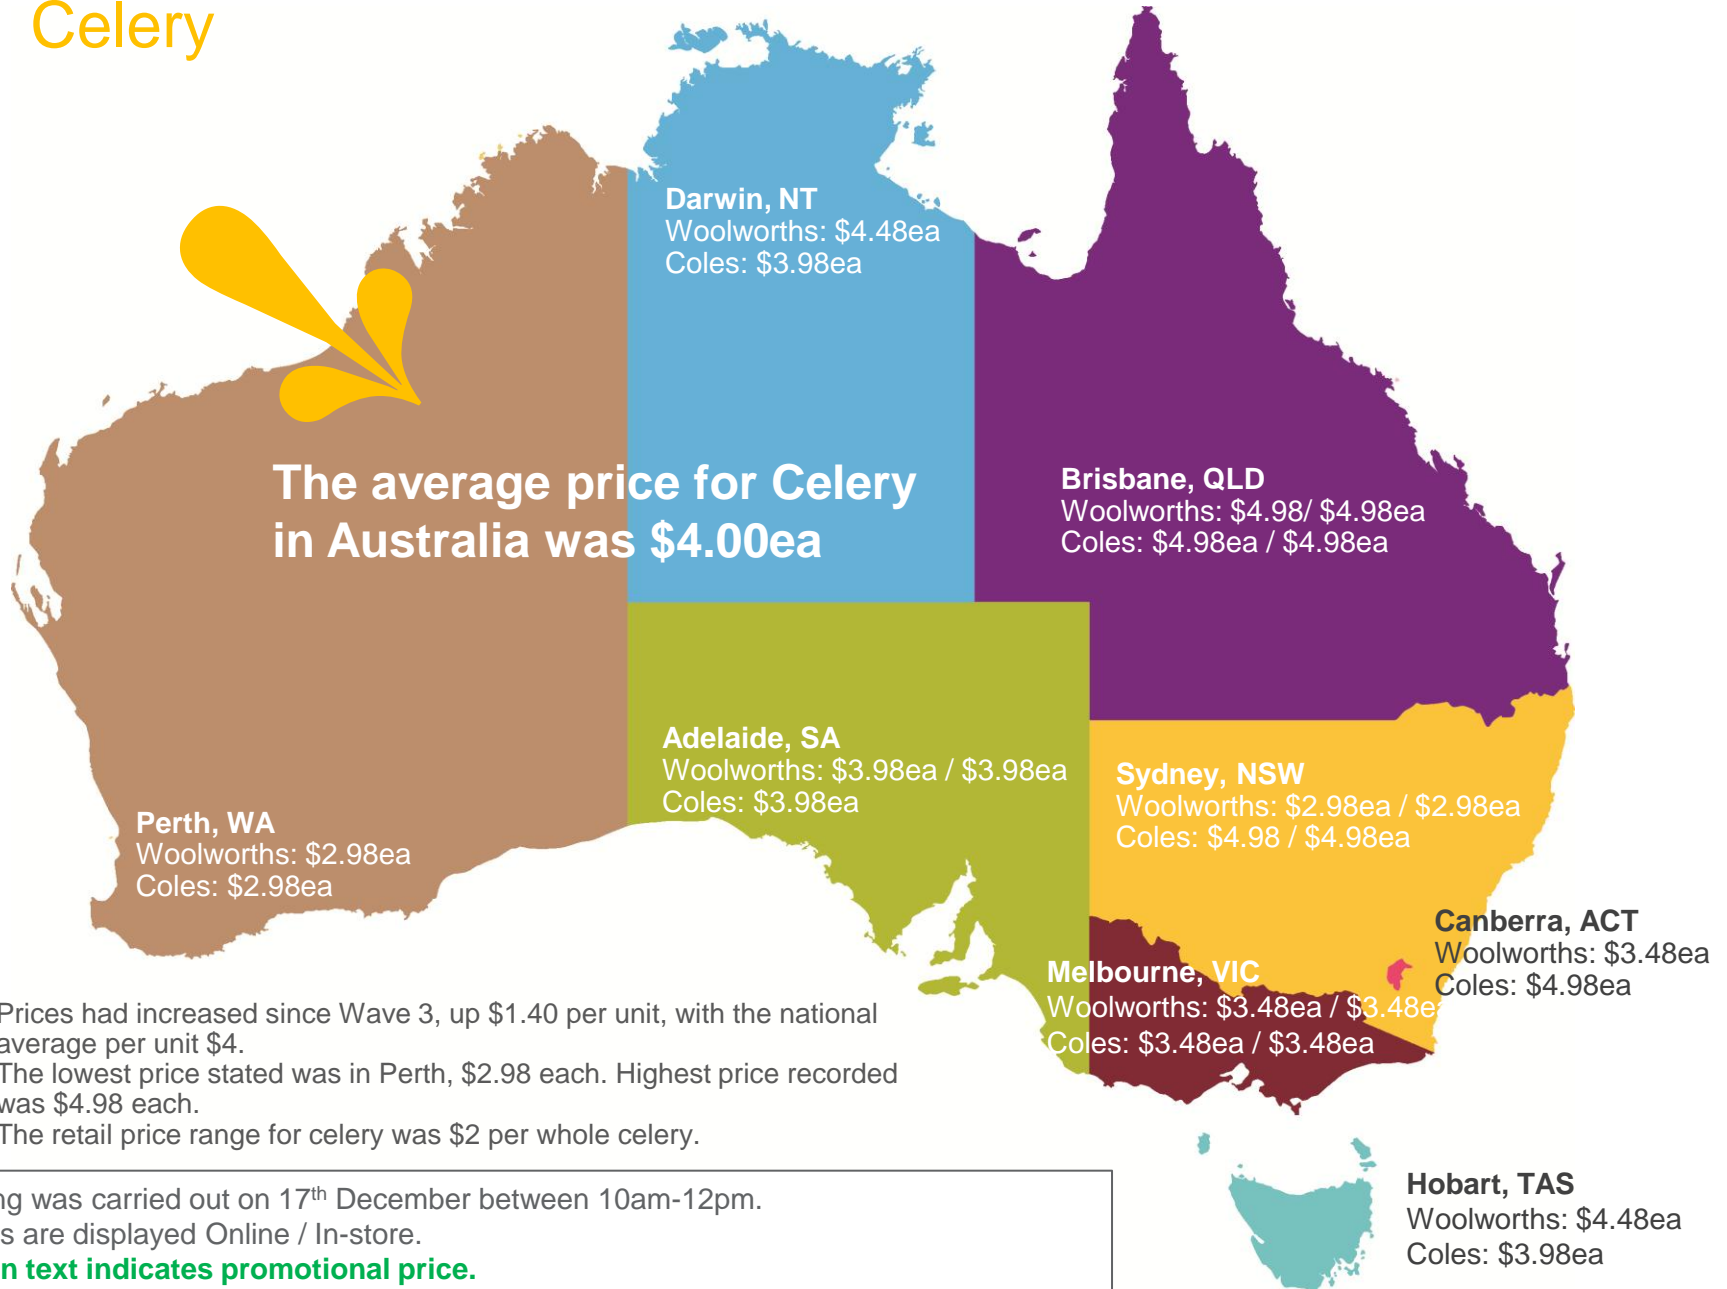 Celery
Darwin, NT
Woolworths: $4.48ea
Coles: $3.98ea
The average price for Celery
in Australia was $4.00ea
Brisbane, QLD
Woolworths: $4.98/ $4.98ea
Coles: $4.98ea / $4.98ea
Adelaide, SA
Woolworths: $3.98ea / $3.98ea
Coles: $3.98ea
Sydney, NSW
Woolworths: $2.98ea / $2.98ea
Coles: $4.98 / $4.98ea
Perth, WA
Woolworths: $2.98ea
Coles: $2.98ea
Canberra, ACT
Woolworths: $3.48ea
Coles: $4.98ea
Melbourne, VIC
Woolworths: $3.48ea / $3.48ea
Coles: $3.48ea / $3.48ea
Prices had increased since Wave 3, up $1.40 per unit, with the national
average per unit $4.
The lowest price stated was in Perth, $2.98 each. Highest price recorded
was $4.98 each.
The retail price range for celery was $2 per whole celery.
was carried out on 17th December between 10am-12pm.
are displayed Online / In-store.
text indicates promotional price.
Hobart, TAS
Woolworths: $4.48ea
Coles: $3.98ea